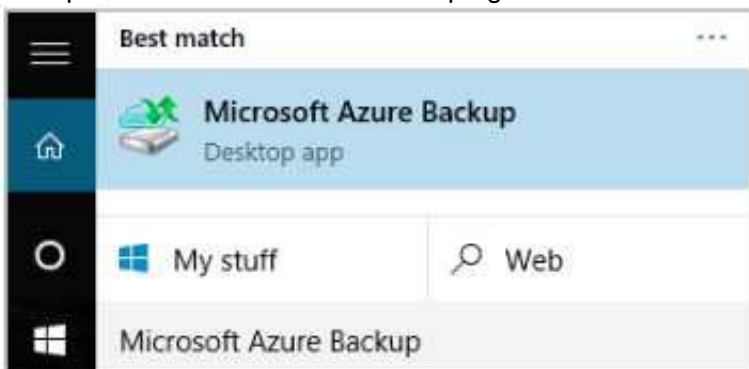 Best match
Microsoft Azure Backup
Desktop app
My stuff
Web
Microsoft Azure Backup